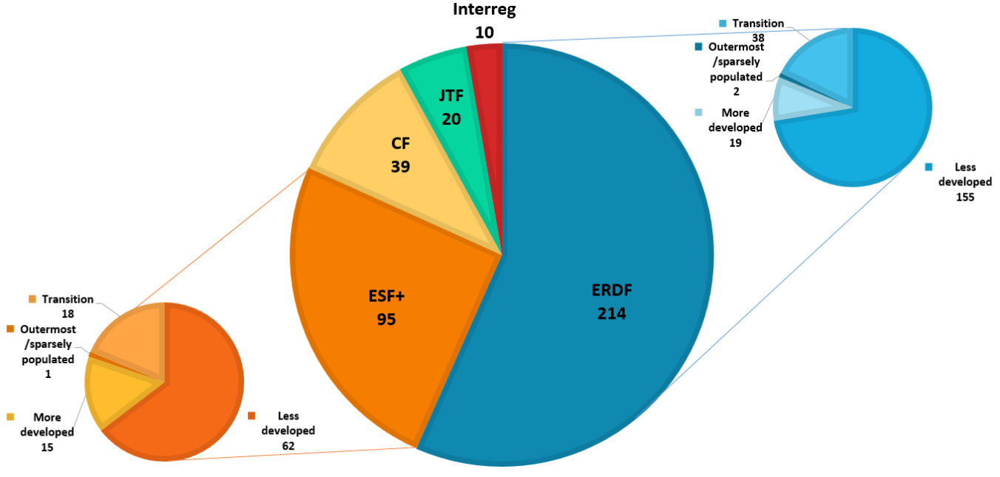 Interreg
10
JTF
20
CF
39
ESF+
95
ERDF
214
Transition
38
Outermost
/sparsely
populated
2
More
developed
19
Less
developed
155
Transition
18
Outermost
/sparsely
populated
1
More
developed
15
Less
developed
62